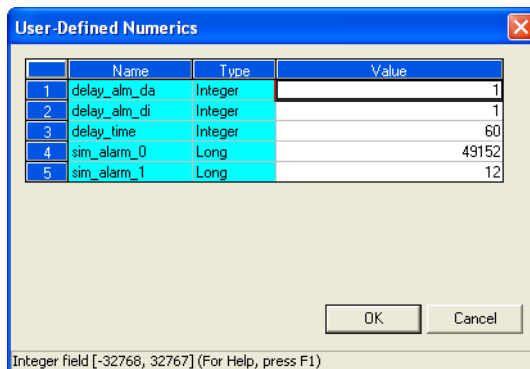 User-Defined Numerics
Name Type Value
1 delay_alm_da Integer 1
2 delay_alm_di Integer 1
3 delay_time Integer 60
4 sim_alarm_0 Long 49152
5 sim_alarm_1 Long 12
OK Cancel
Integer field [-32768, 32767] (For Help, press F1)